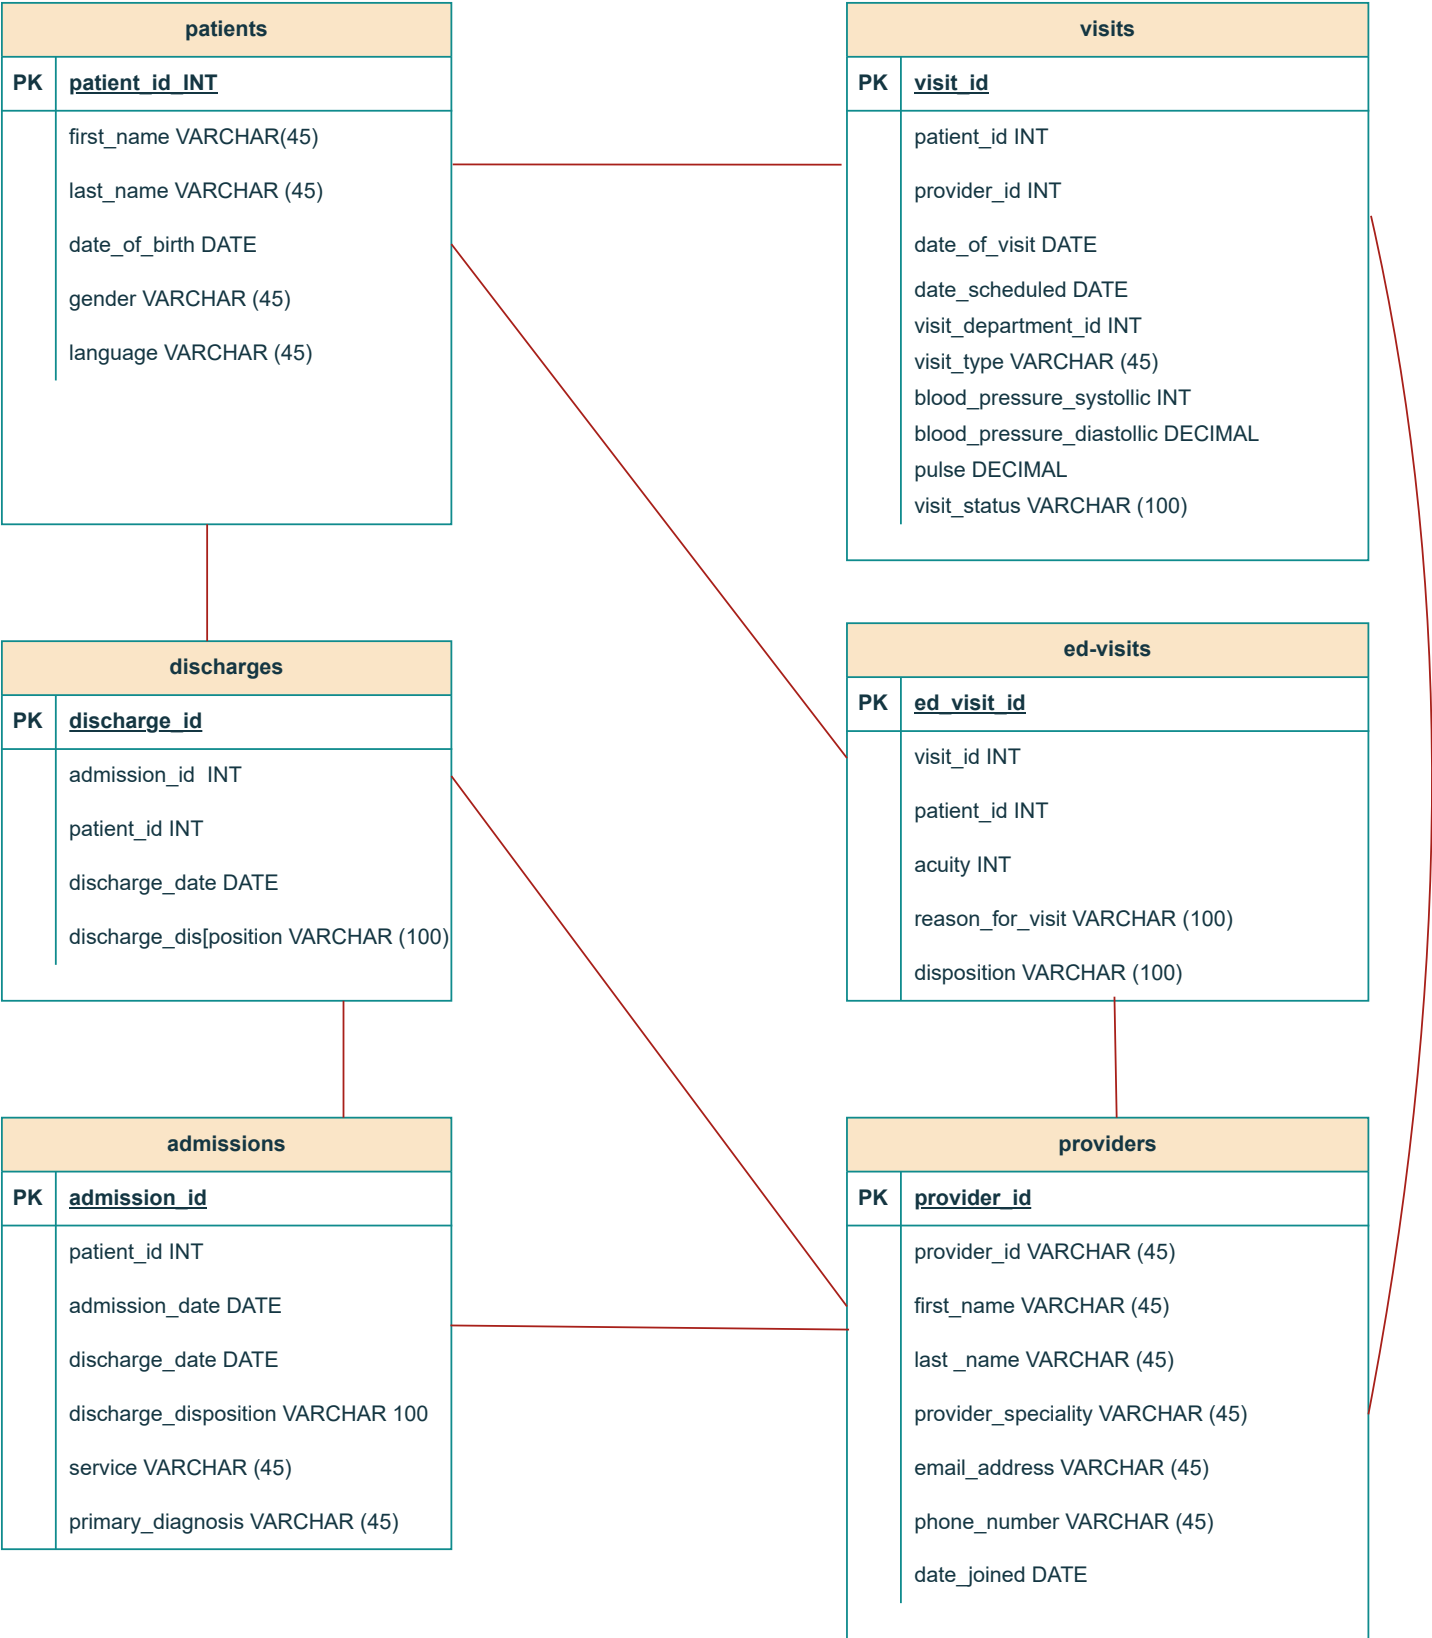 patients
PK patient_id_INT
first_name VARCHAR(45)
last_name VARCHAR (45)
date_of_birth DATE
gender VARCHAR (45)
language VARCHAR (45)
visits
PK visit_id
patient_id INT
provider_id INT
date_of_visit DATE
date_scheduled DATE
visit_department_id INT
visit_type VARCHAR (45)
blood_pressure_systollic INT
blood_pressure_diastollic DECIMAL
pulse DECIMAL
visit_status VARCHAR (100)
discharges
PK discharge_id
admission_id  INT
patient_id INT
discharge_date DATE
discharge_dis[position VARCHAR (100)
ed-visits
PK ed_visit_id
visit_id INT
patient_id INT
acuity INT
reason_for_visit VARCHAR (100)
disposition VARCHAR (100)
admissions
PK admission_id
patient_id INT
admission_date DATE
discharge_date DATE
discharge_disposition VARCHAR 100
service VARCHAR (45)
primary_diagnosis VARCHAR (45)
providers
PK provider_id
provider_id VARCHAR (45)
first_name VARCHAR (45)
last _name VARCHAR (45)
provider_speciality VARCHAR (45)
email_address VARCHAR (45)
phone_number VARCHAR (45)
date_joined DATE